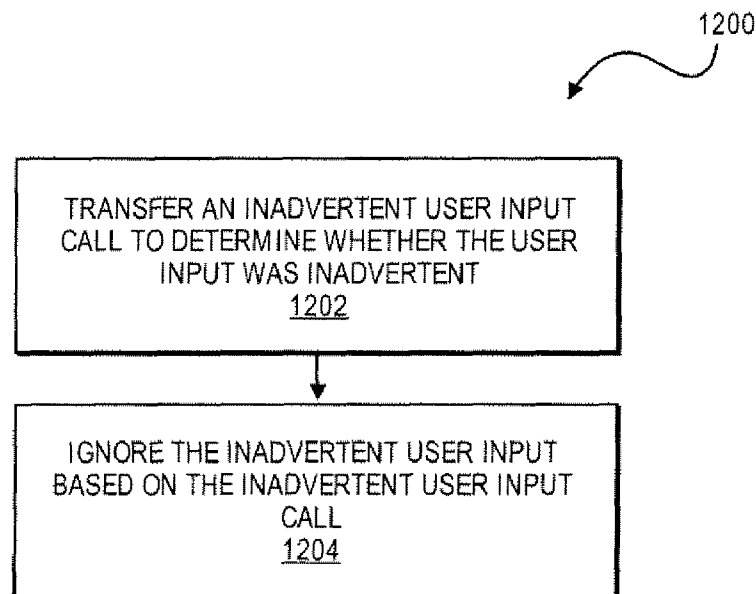 1200
TRANSFER AN INADVERTENT USER INPUT
CALL TO DETERMINE WHETHER THE USER
INPUT WAS INADVERTENT
1202
IGNORE THE INADVERTENT USER INPUT
BASED ON THE INADVERTENT USER INPUT
CALL
1204